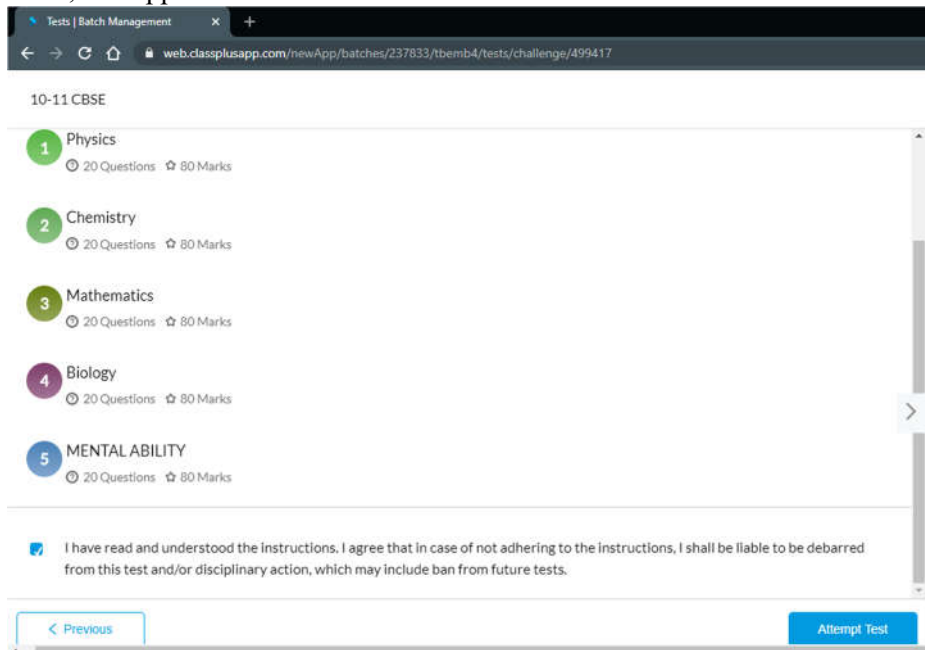 Tests | Batch Management
web.classplusapp.com/newApp/batches/237833/tbemb4/tests/challenge/499417
10-11 CBSE
1 Physics
20 Questions 80 Marks
2 Chemistry
20 Questions 80 Marks
3 Mathematics
20 Questions 80 Marks
4 Biology
20 Questions 80 Marks
5 MENTAL ABILITY
20 Questions 80 Marks
I have read and understood the instructions. I agree that in case of not adhering to the instructions, I shall be liable to be debarred
from this test and/or disciplinary action, which may include ban from future tests.
< Previous
Attempt Test